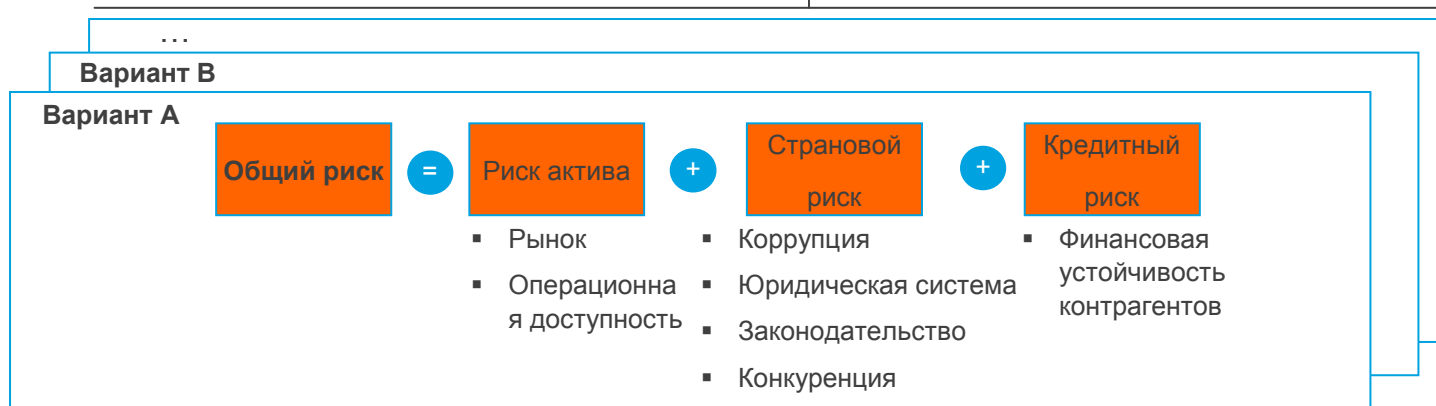 ...
Вариант В
Вариант А
Общий риск
=
Риск актива
+
Страновой
риск
+
Кредитный
риск
▪ Рынок
▪ Операционна
я доступность
▪ Коррупция
▪ Юридическая система
▪ Законодательство
▪ Конкуренция
▪ Финансовая
устойчивость
контрагентов